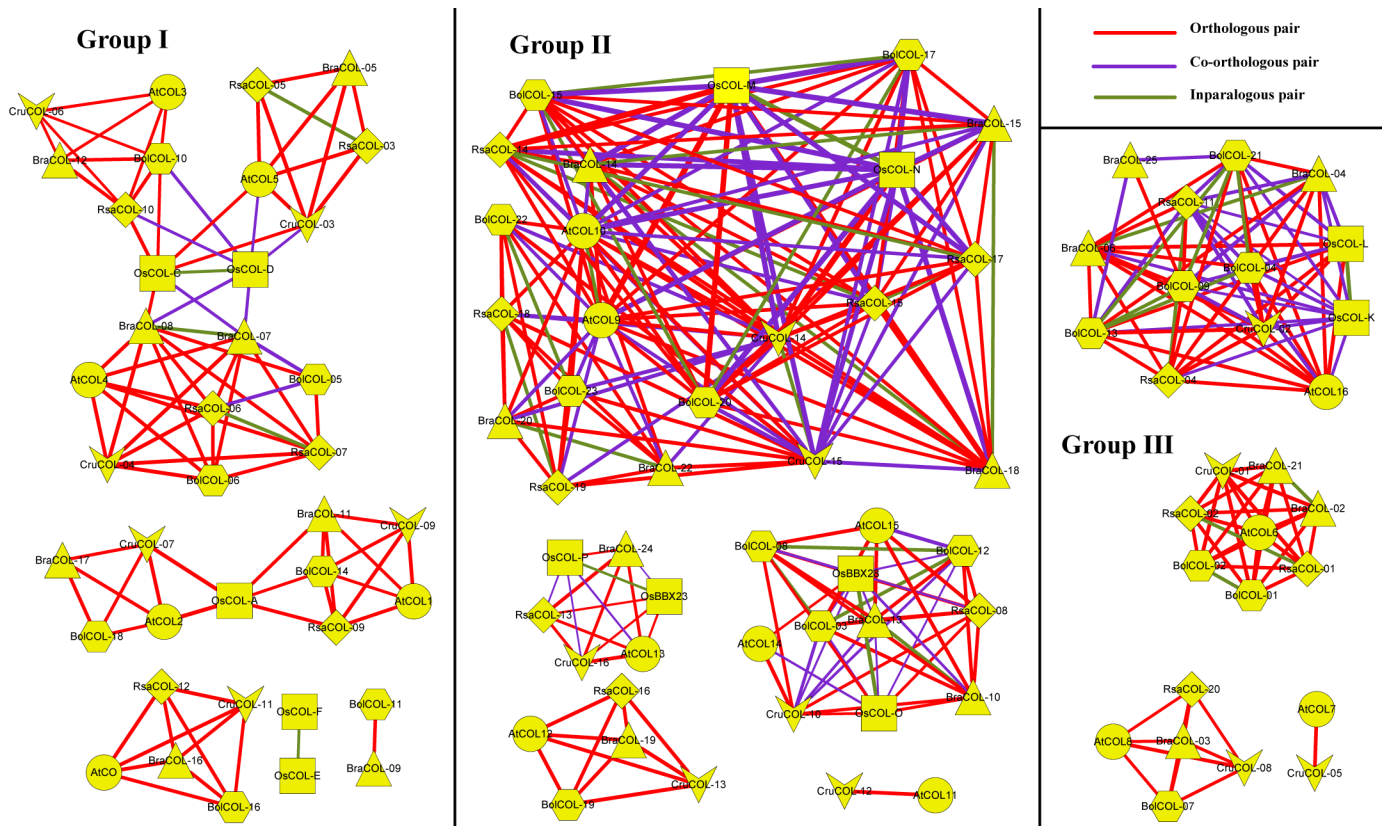 Group I
BraCOL-05
RsaCOL-05
AtCOL3
CruCOL-06
RsaCOL-03
BraCOL-12
BolCOL-10
AtCOL5
RsaCOL-10
CruCOL-03
OsCOL-C
OsCOL-D
BraCOL-08
BraCOL-07
AtCOL4
BolCOL-05
RsaCOL-06
RsaCOL-07
CruCOL-04
BolCOL-06
BraCOL-11
CruCOL-09
CruCOL-07
BraCOL-17
BolCOL-14
OsCOL-A
AtCOL1
AtCOL2
BolCOL-18
RsaCOL-09
RsaCOL-12
CruCOL-11
OsCOL-F
BolCOL-11
BraCOL-16
AtCO
OsCOL-E
BraCOL-09
BolCOL-16
Group II
BolCOL-17
OsCOL-M
BolCOL-15
BraCOL-15
RsaCOL-14
BraCOL-14
OsCOL-N
BolCOL-22
AtCOL10
RsaCOL-17
RsaCOL-15
RsaCOL-18
AtCOL9
CruCOL-14
BolCOL-23
BolCOL-20
BraCOL-20
CruCOL-15
BraCOL-22
BraCOL-18
RsaCOL-19
OsCOL-P
BraCOL-24
OsBBX23
RsaCOL-13
AtCOL13
CruCOL-16
AtCOL15
BolCOL-08
BolCOL-12
OsBBX28
RsaCOL-08
BolCOL-03
BraCOL-13
AtCOL14
BraCOL-10
CruCOL-10
OsCOL-O
RsaCOL-16
AtCOL12
BraCOL-19
CruCOL-13
BolCOL-19
CruCOL-12
AtCOL11
Orthologous pair
Co-orthologous pair
Inparalogous pair
BraCOL-25
BolCOL-21
BraCOL-04
RsaCOL-11
BraCOL-06
OsCOL-L
BolCOL-04
BolCOL-09
OsCOL-K
BolCOL-13
CruCOL-02
RsaCOL-04
AtCOL16
Group III
CruCOL-01
BraCOL-21
RsaCOL-02
BraCOL-02
AtCOL6
BolCOL-02
RsaCOL-01
BolCOL-01
RsaCOL-20
AtCOL7
AtCOL8
BraCOL-03
CruCOL-08
CruCOL-05
BolCOL-07